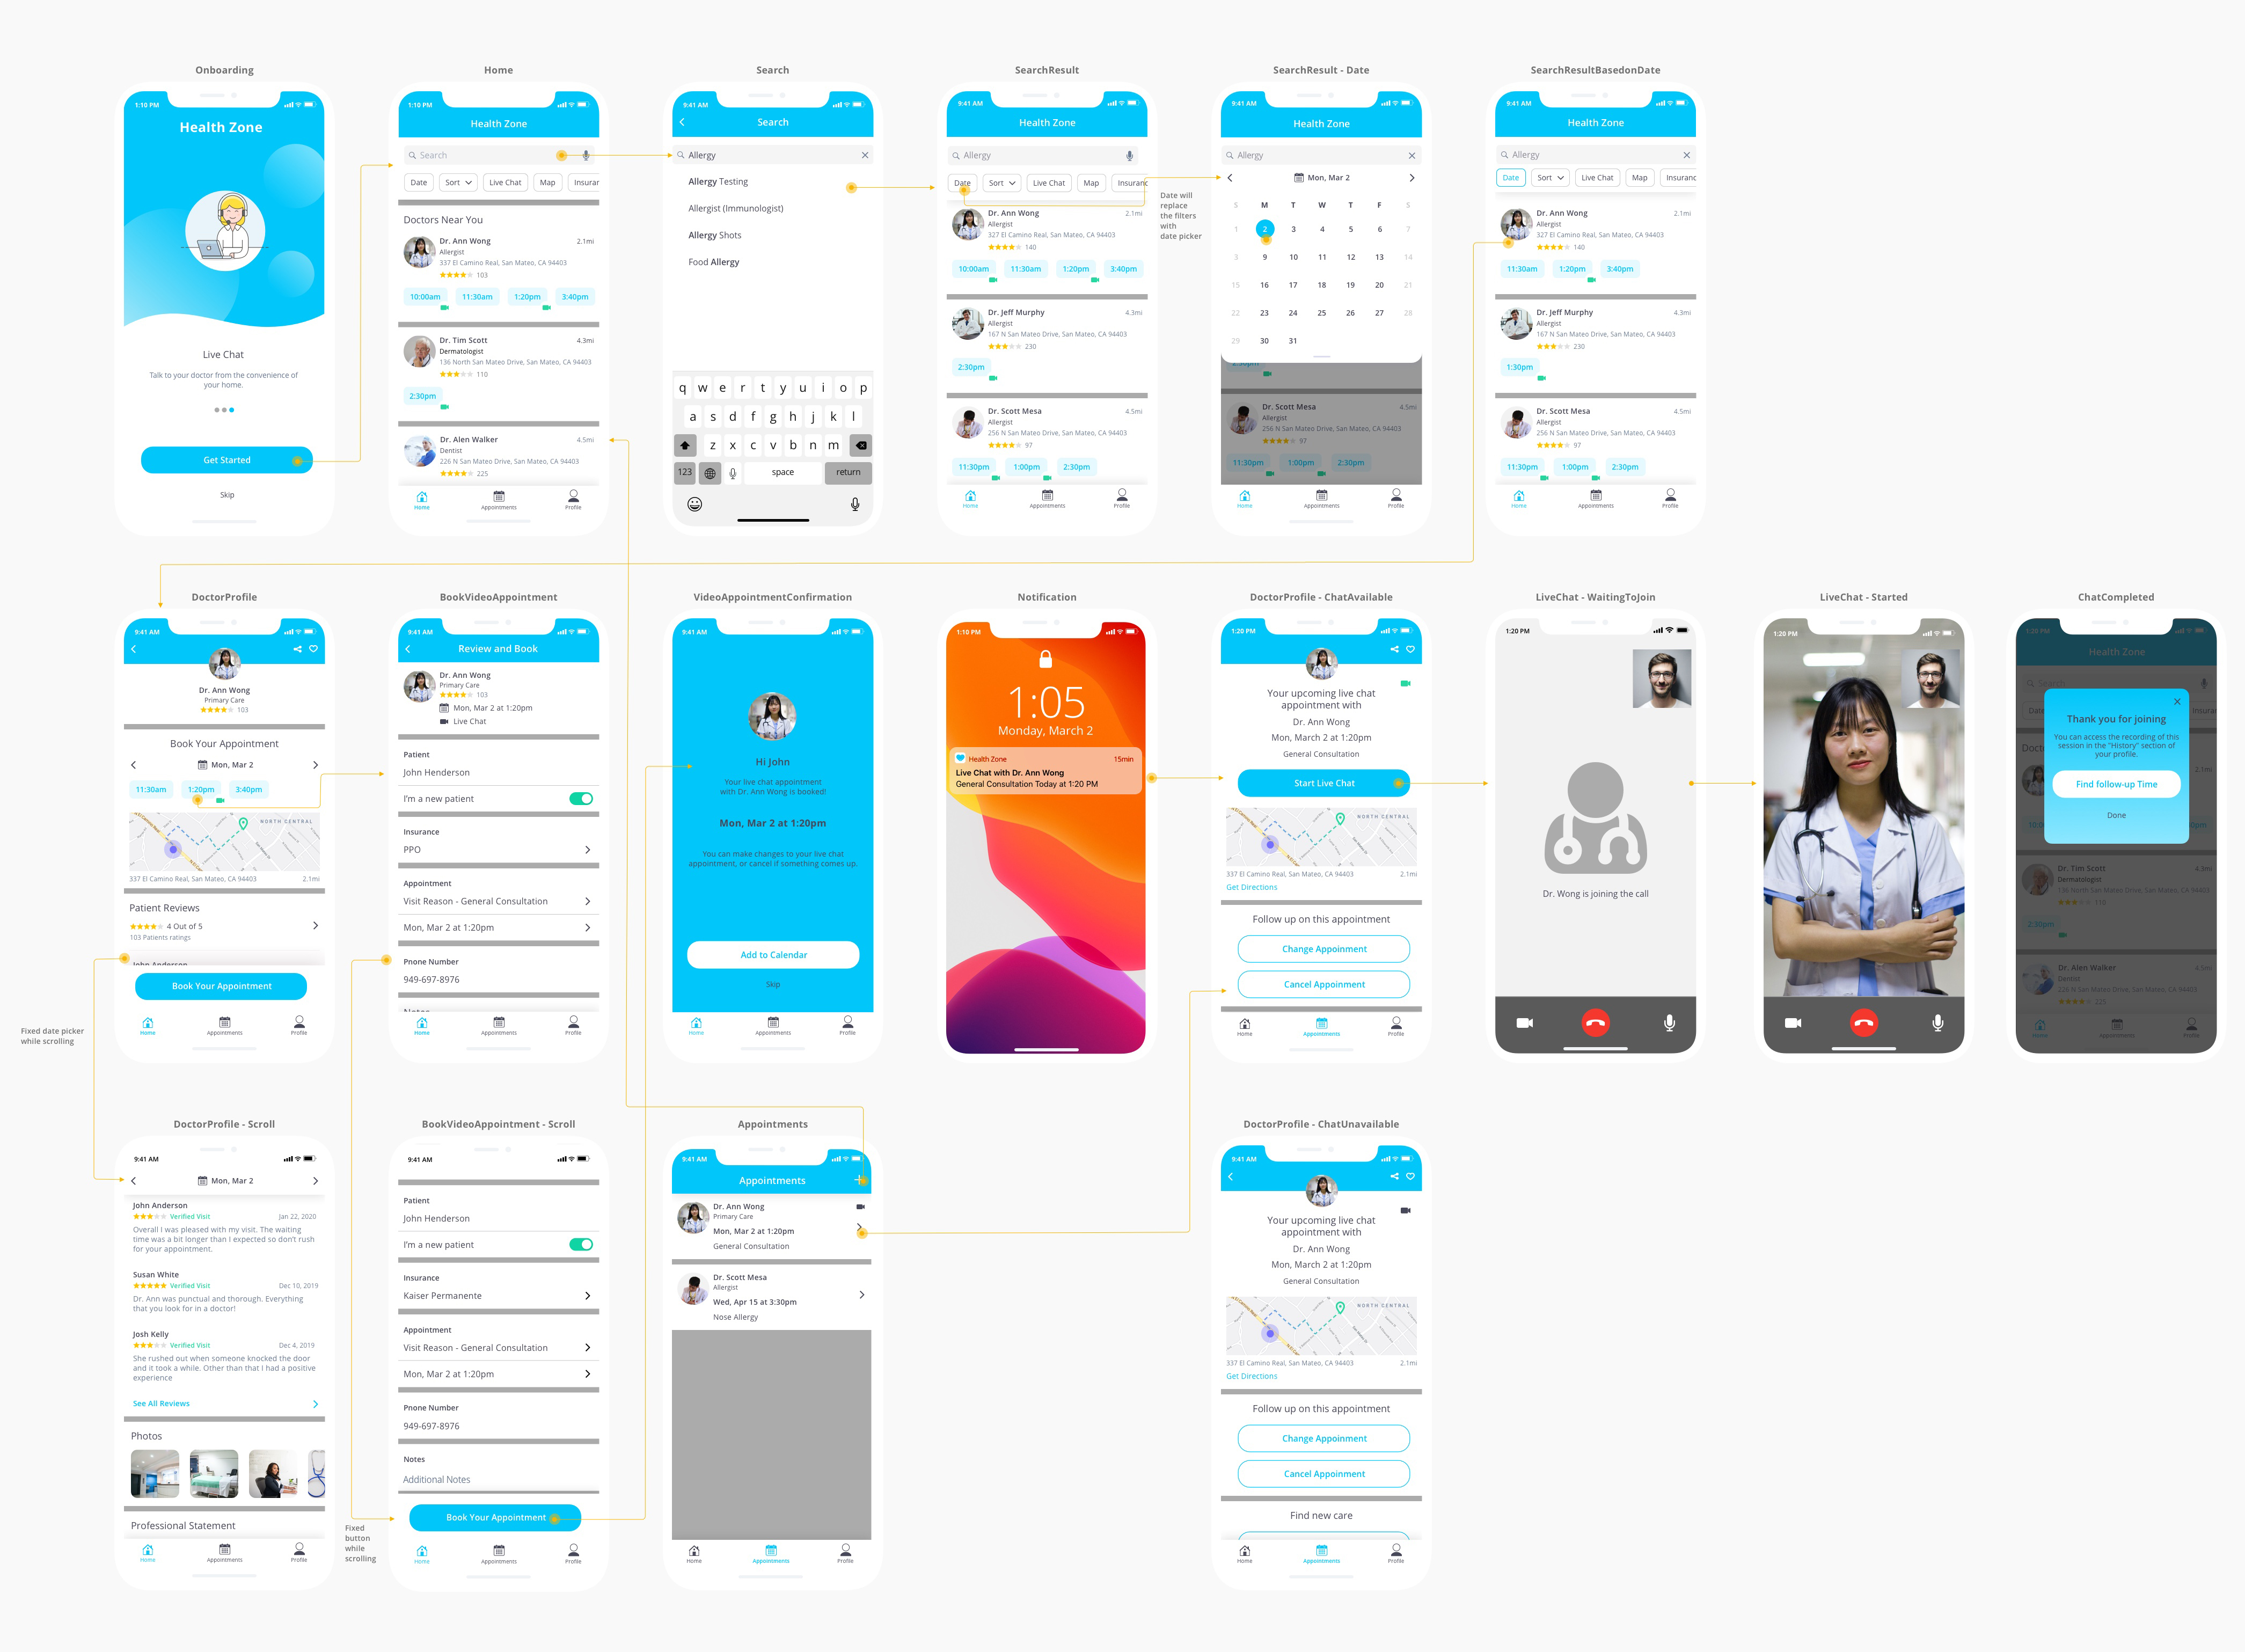 Onboarding
1:10 PM
Health Zone
Live Chat
Talk to your doctor from the convenience of
your home.
Get Started
Skip
Home
1:10 PM
Health Zone
Search
Date Sort Live Chat Map Insurar
Doctors Near You
Dr. Ann Wong 2.1mi
Allergist
337 El Camino Real, San Mateo, CA 94403
103
10:00am 11:30am 1:20pm 3:40pm
Dr. Tim Scott 4.3mi
Dermatologist
136 North San Mateo Drive, San Mateo, CA 94403
110
2:30pm
Dr. Alen Walker 4.5mi
Dentist
226 N San Mateo Drive, San Mateo, CA 94403
225
Home Appointments Profile
Search
9:41 AM
Search
Allergy
Allergy Testing
Allergist (Immunologist)
Allergy Shots
Food Allergy
q w e r t y u i o p
a s d f g h j k l
z x c v b n m
123 space return
SearchResult
9:41 AM
Health Zone
Allergy
Date Sort Live Chat Map Insuranc
Dr. Ann Wong 2.1mi
Allergist
327 El Camino Real, San Mateo, CA 94403
140
10:00am 11:30am 1:20pm 3:40pm
Dr. Jeff Murphy 4.3mi
Allergist
167 N San Mateo Drive, San Mateo, CA 94403
230
2:30pm
Dr. Scott Mesa 4.5mi
Allergist
256 N San Mateo Drive, San Mateo, CA 94403
97
11:30pm 1:00pm 2:30pm
Home Appointments Profile
Date will
replace
the filters
with
date picker
SearchResult - Date
9:41 AM
Health Zone
Allergy
Mon, Mar 2
S M T W T F S
1 2 3 4 5 6 7
8 9 10 11 12 13 14
15 16 17 18 19 20 21
22 23 24 25 26 27 28
29 30 31
2:30pm
Dr. Scott Mesa 4.5mi
Allergist
256 N San Mateo Drive, San Mateo, CA 94403
97
11:30pm 1:00pm 2:30pm
Home Appointments Profile
SearchResultBasedonDate
9:41 AM
Health Zone
Allergy
Date Sort Live Chat Map Insuranc
Dr. Ann Wong 2.1mi
Allergist
327 El Camino Real, San Mateo, CA 94403
140
11:30am 1:20pm 3:40pm
Dr. Jeff Murphy 4.3mi
Allergist
167 N San Mateo Drive, San Mateo, CA 94403
230
1:30pm
Dr. Scott Mesa 4.5mi
Allergist
256 N San Mateo Drive, San Mateo, CA 94403
97
11:30pm 1:00pm 2:30pm
Home Appointments Profile
DoctorProfile
9:41 AM
Dr. Ann Wong
Primary Care
103
Book Your Appointment
Mon, Mar 2
11:30am 1:20pm 3:40pm
NORTH CENTRAL
337 El Camino Real, San Mateo, CA 94403 2.1mi
Patient Reviews
4 Out of 5
103 Patients ratings
John Anderson
Book Your Appointment
Home Appointments Profile
Fixed date picker
while scrolling
BookVideoAppointment
9:41 AM
Review and Book
Dr. Ann Wong
Primary Care
103
Mon, Mar 2 at 1:20pm
Live Chat
Patient
John Henderson
I'm a new patient
Insurance
PPO
Appointment
Visit Reason - General Consultation
Mon, Mar 2 at 1:20pm
Pnone Number
949-697-8976
Notes
Home Appointments Profile
VideoAppointmentConfirmation
9:41 AM
Hi John
Your live chat appointment
with Dr. Ann Wong is booked!
Mon, Mar 2 at 1:20pm
You can make changes to your live chat
appointment, or cancel if something comes up.
Add to Calendar
Skip
Home Appointments Profile
Notification
1:10 PM
1:05
Monday, March 2
Health Zone 15min
Live Chat with Dr. Ann Wong
General Consultation Today at 1:20 PM
DoctorProfile - ChatAvailable
1:20 PM
Your upcoming live chat
appointment with
Dr. Ann Wong
Mon, March 2 at 1:20pm
General Consultation
Start Live Chat
NORTH CENTRAL
337 El Camino Real, San Mateo, CA 94403 2.1mi
Get Directions
Follow up on this appointment
Change Appoinment
Cancel Appoinment
Home Appointments Profile
LiveChat - WaitingToJoin
1:20 PM
Dr. Wong is joining the call
LiveChat - Started
1:20 PM
ChatCompleted
1:20 PM
Health Zone
Search
Date Insurar
Thank you for joining
You can access the recording of this
session in the "History" section of
your profile.
Find follow-up Time
Done
2.1mi
Dr. Tim Scott 4.3mi
Dermatologist
136 North San Mateo Drive, San Mateo, CA 94403
110
2:30pm
Dr. Alen Walker 4.5mi
Dentist
226 N San Mateo Drive, San Mateo, CA 94403
225
Home Appointments Profile
DoctorProfile - Scroll
9:41 AM
Mon, Mar 2
John Anderson
Verified Visit Jan 22, 2020
Overall I was pleased with my visit. The waiting
time was a bit longer than I expected so don't rush
for your appointment.
Susan White
Verified Visit Dec 10, 2019
Dr. Ann was punctual and thorough. Everything
that you look for in a doctor!
Josh Kelly
Verified Visit Dec 4, 2019
She rushed out when someone knocked the door
and it took a while. Other than that I had a positive
experience
See All Reviews
Photos
Professional Statement
Home Appointments Profile
BookVideoAppointment - Scroll
9:41 AM
Patient
John Henderson
I'm a new patient
Insurance
Kaiser Permanente
Appointment
Visit Reason - General Consultation
Mon, Mar 2 at 1:20pm
Pnone Number
949-697-8976
Notes
Additional Notes
Book Your Appointment
Home Appointments Profile
Fixed
button
while
scrolling
Appointments
9:41 AM
Appointments
Dr. Ann Wong
Primary Care
Mon, Mar 2 at 1:20pm
General Consultation
Dr. Scott Mesa
Allergist
Wed, Apr 15 at 3:30pm
Nose Allergy
Home Appointments Profile
DoctorProfile - ChatUnavailable
9:41 AM
Your upcoming live chat
appointment with
Dr. Ann Wong
Mon, March 2 at 1:20pm
General Consultation
NORTH CENTRAL
337 El Camino Real, San Mateo, CA 94403 2.1mi
Get Directions
Follow up on this appointment
Change Appoinment
Cancel Appoinment
Find new care
Home Appointments Profile